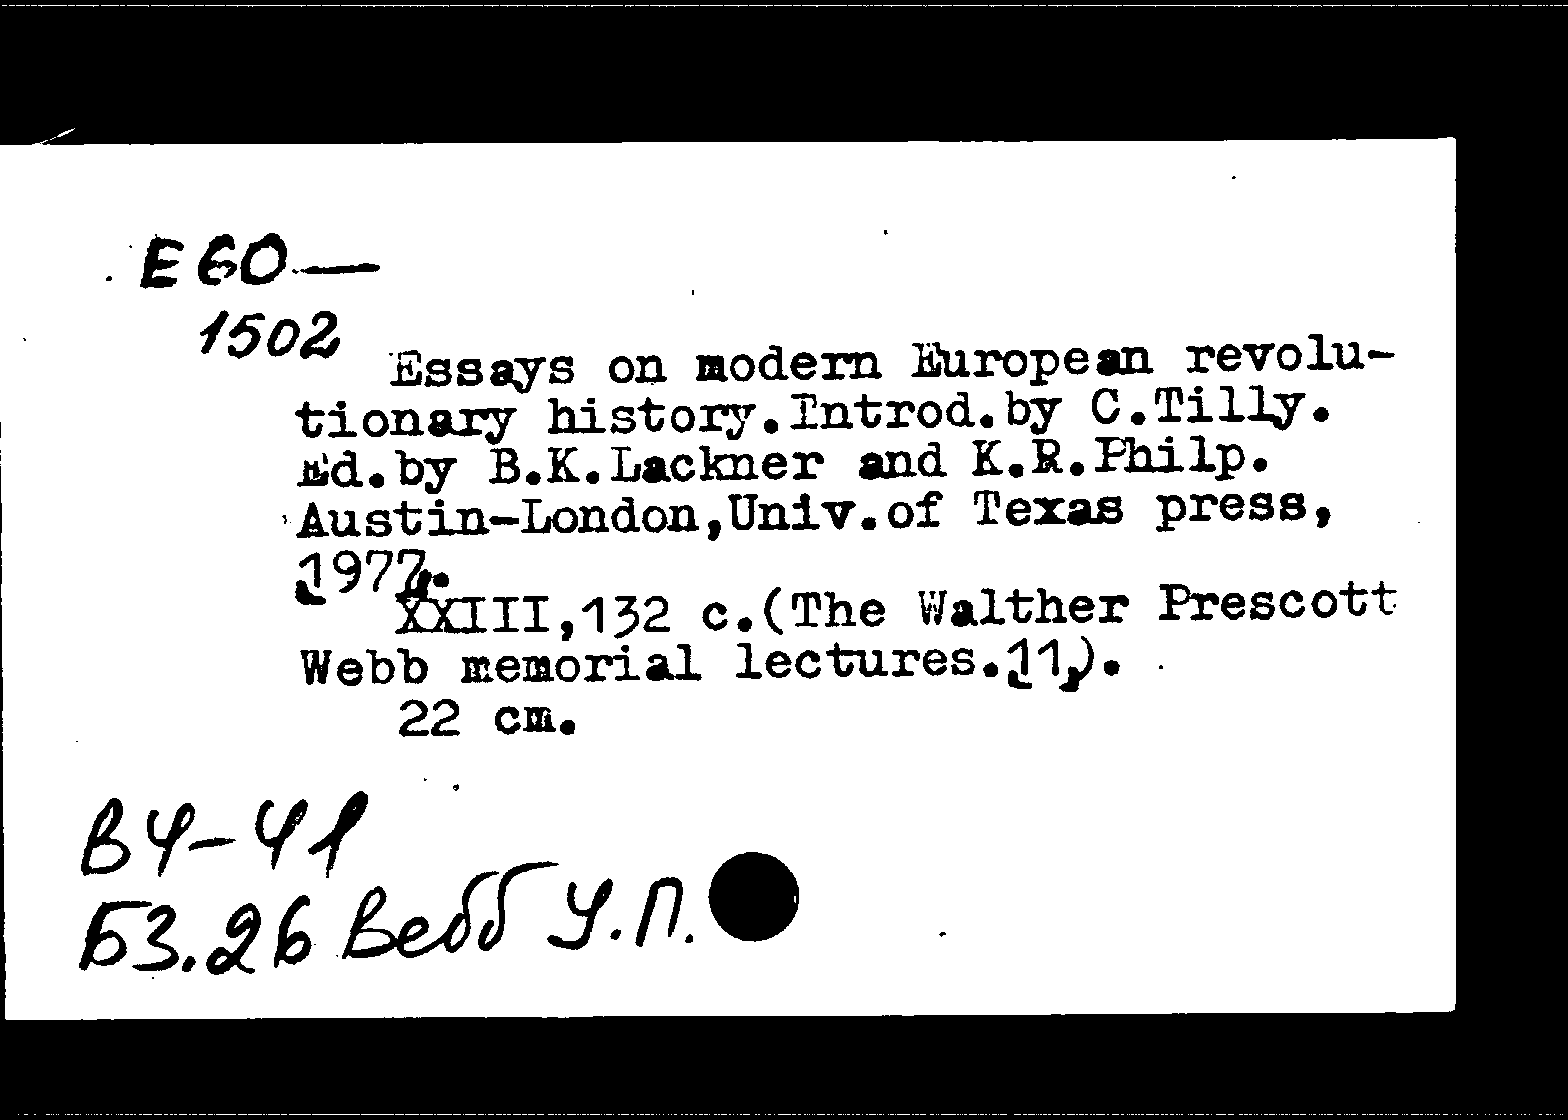 E 60 —
1502
Essays on modern European revolu-
tionary history.Introd.by C.Tilly.
Ed.by B.K.Lackner and K.R.Philp.
Austin-London,Univ.of Texas press,
1977.
XXIII,132 c.(The Walther Prescott
Webb memorial lectures.11).
22 cm.
В4-41
Б3.26 Вебб У.П.